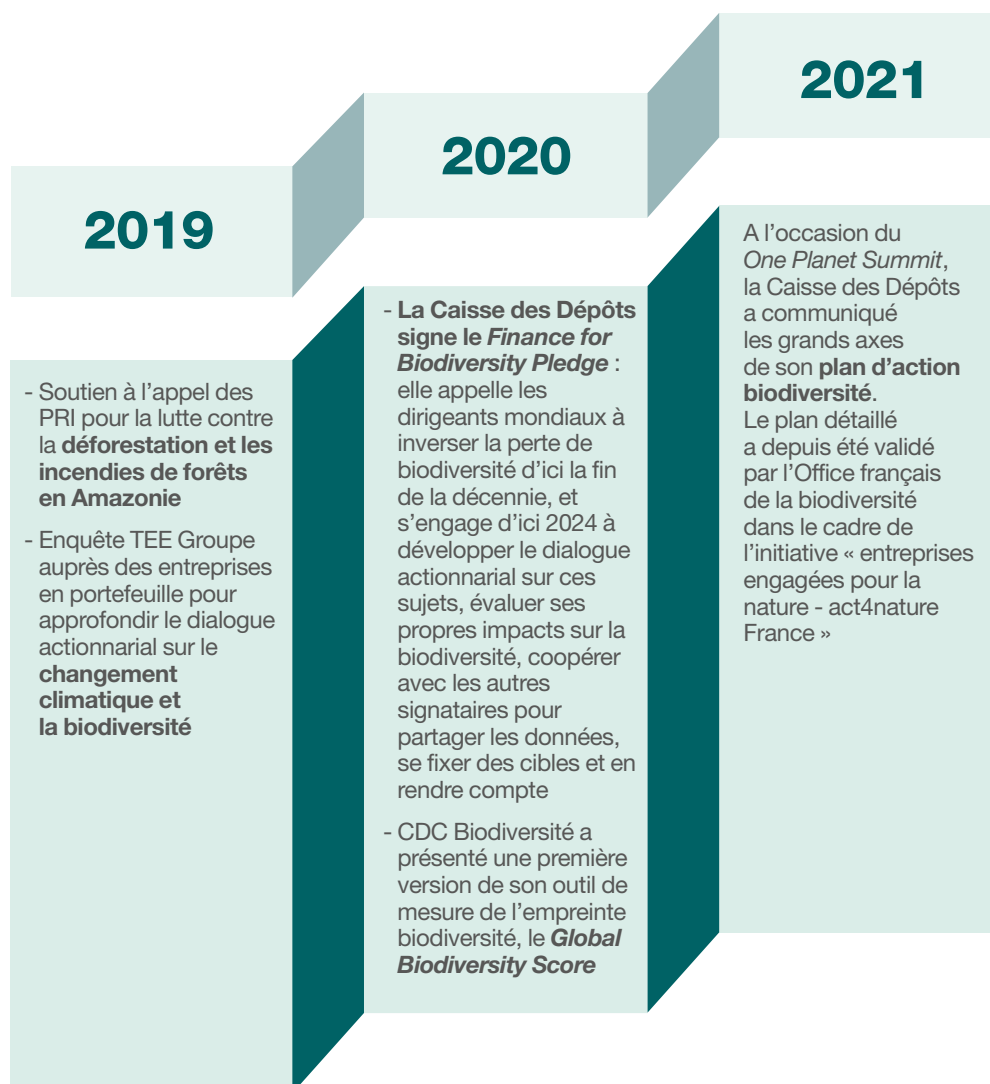 2019
- Soutien à l’appel des
PRI pour la lutte contre
la déforestation et les
incendies de forêts
en Amazonie
- Enquête TEE Groupe
auprès des entreprises
en portefeuille pour
approfondir le dialogue
actionnarial sur le
changement
climatique et
la biodiversité
2020
- La Caisse des Dépôts
signe le Finance for
Biodiversity Pledge :
elle appelle les
dirigeants mondiaux à
inverser la perte de
biodiversité d’ici la fin
de la décennie, et
s’engage d’ici 2024 à
développer le dialogue
actionnarial sur ces
sujets, évaluer ses
propres impacts sur la
biodiversité, coopérer
avec les autres
signataires pour
partager les données,
se fixer des cibles et en
rendre compte
- CDC Biodiversité a
présenté une première
version de son outil de
mesure de l’empreinte
biodiversité, le Global
Biodiversity Score
2021
A l’occasion du
One Planet Summit,
la Caisse des Dépôts
a communiqué
les grands axes
de son plan d’action
biodiversité.
Le plan détaillé
a depuis été validé
par l’Office français
de la biodiversité
dans le cadre de
l’initiative « entreprises
engagées pour la
nature - act4nature
France »